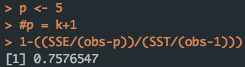 > p <- 5
> #p = k+1
> 1-((SSE/(obs-p))/(SST/(obs-1)))
[1] 0.7576547